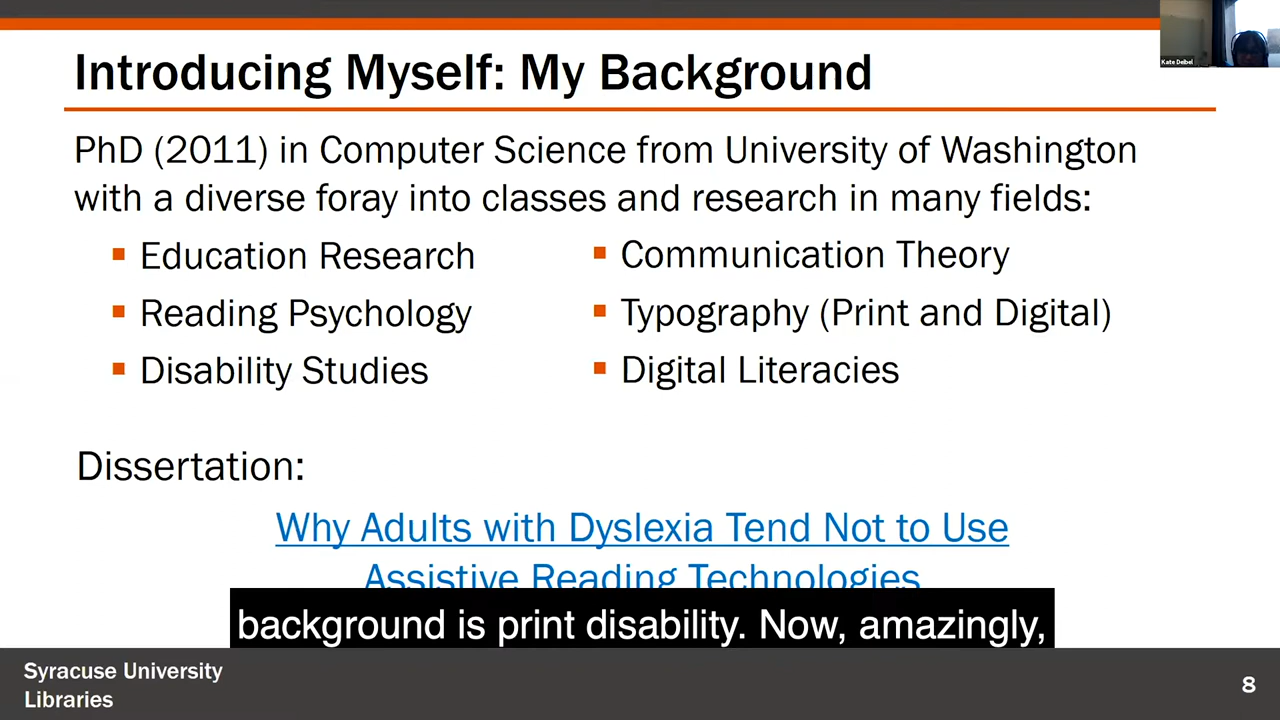 Kate Deibel
Introducing Myself: My Background
PhD (2011) in Computer Science from University of Washington
with a diverse foray into classes and research in many fields:
▪ Education Research
▪ Reading Psychology
▪ Disability Studies
▪ Communication Theory
▪ Typography (Print and Digital)
▪ Digital Literacies
Dissertation:
Why Adults with Dyslexia Tend Not to Use
Assistive Reading Technologies
background is print disability. Now, amazingly,
Syracuse University
Libraries
8